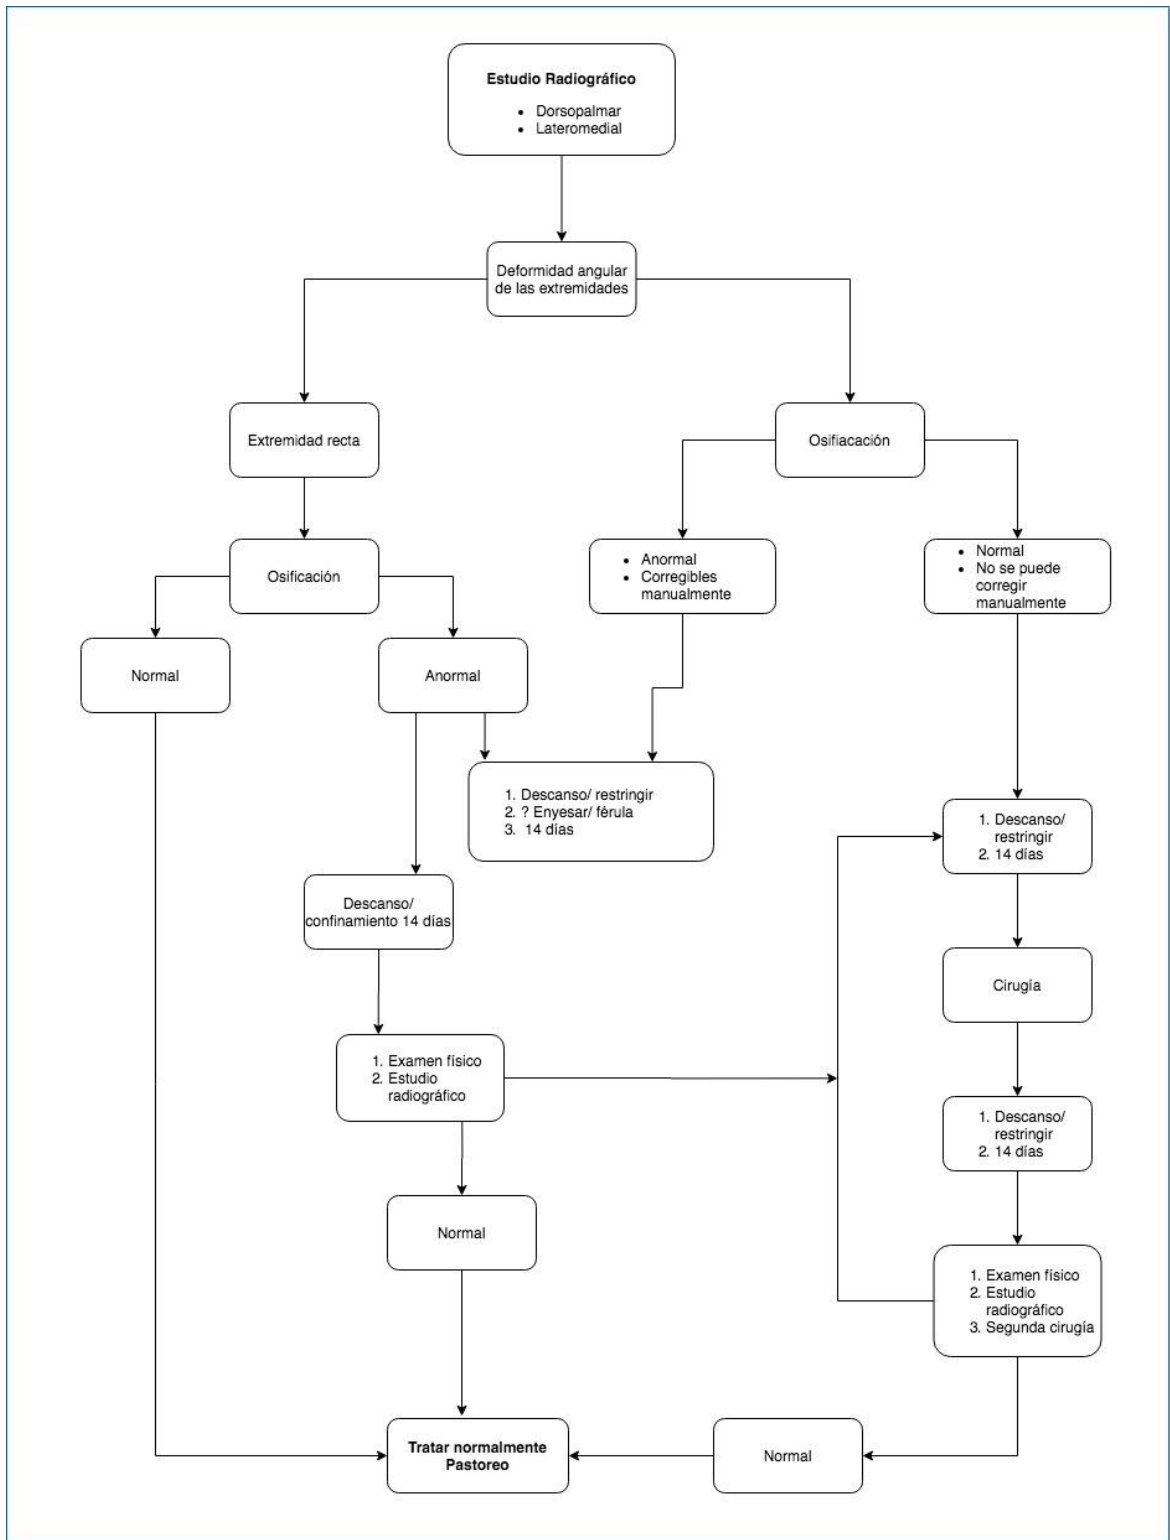 Estudio Radiográfico
• Dorsopalmar
• Lateromedial
Deformidad angular
de las extremidades
Extremidad recta
Osifiacación
Osificación
• Anormal
• Corregibles
manualmente
• Normal
• No se puede
corregir
manualmente
Normal
Anormal
1. Descanso/ restringir
2. ? Enyesar/ férula
3. 14 días
1. Descanso/
restringir
2. 14 días
Descanso/
confinamiento 14 días
Cirugía
1. Examen físico
2. Estudio
radiográfico
1. Descanso/
restringir
2. 14 días
Normal
1. Examen físico
2. Estudio
radiográfico
3. Segunda cirugía
Tratar normalmente
Pastoreo
Normal